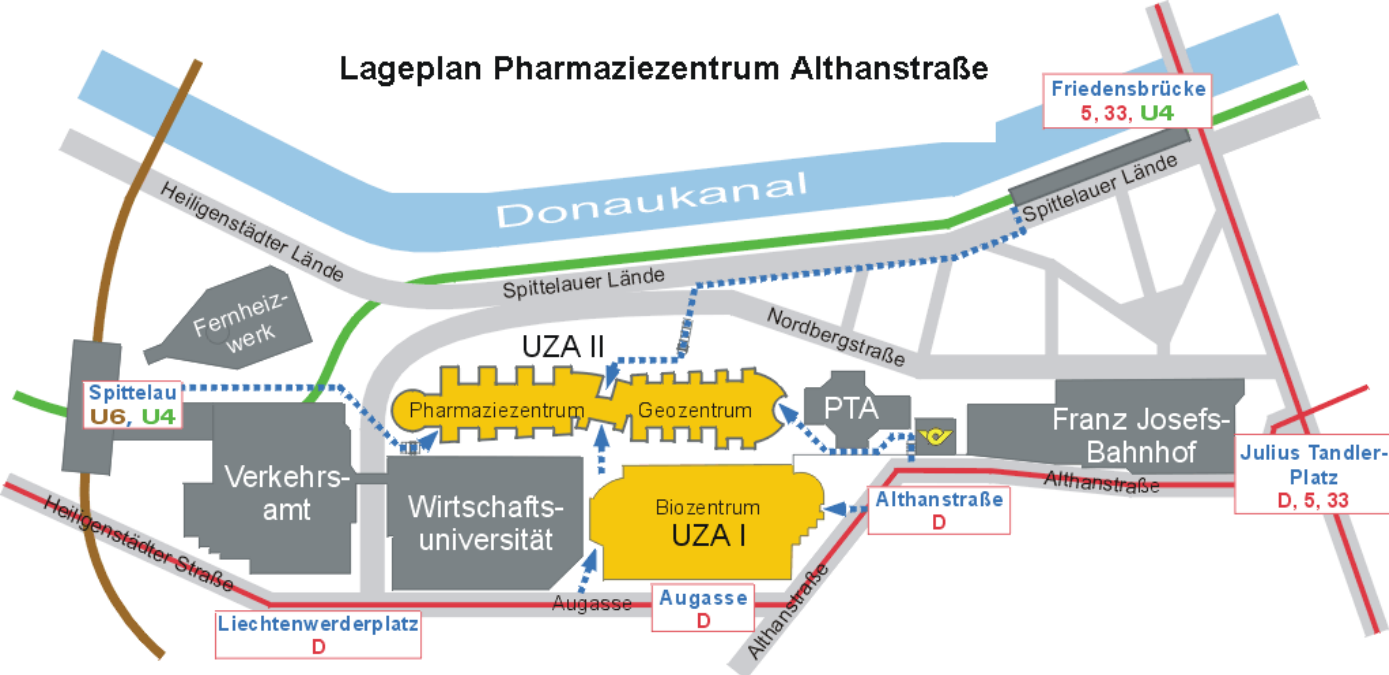 Lageplan Pharmaziezentrum Althanstraße
Friedensbrücke
5, 33, U4
Donaukanal
Heiligenstädter Lände
Spittelauer Lände
Spittelauer Lände
Fernheiz-
werk
Nordbergstraße
UZA II
Spittelau
U6, U4
Pharmaziezentrum
Geozentrum
PTA
Franz Josefs-
Bahnhof
Julius Tandler-
Platz
D, 5, 33
Verkehrs-
amt
Wirtschafts-
universität
Biozentrum
UZA I
Althanstraße
D
Althanstraße
Heiligenstädter Straße
Augasse
Augasse
D
Althanstraße
Liechtenwerderplatz
D